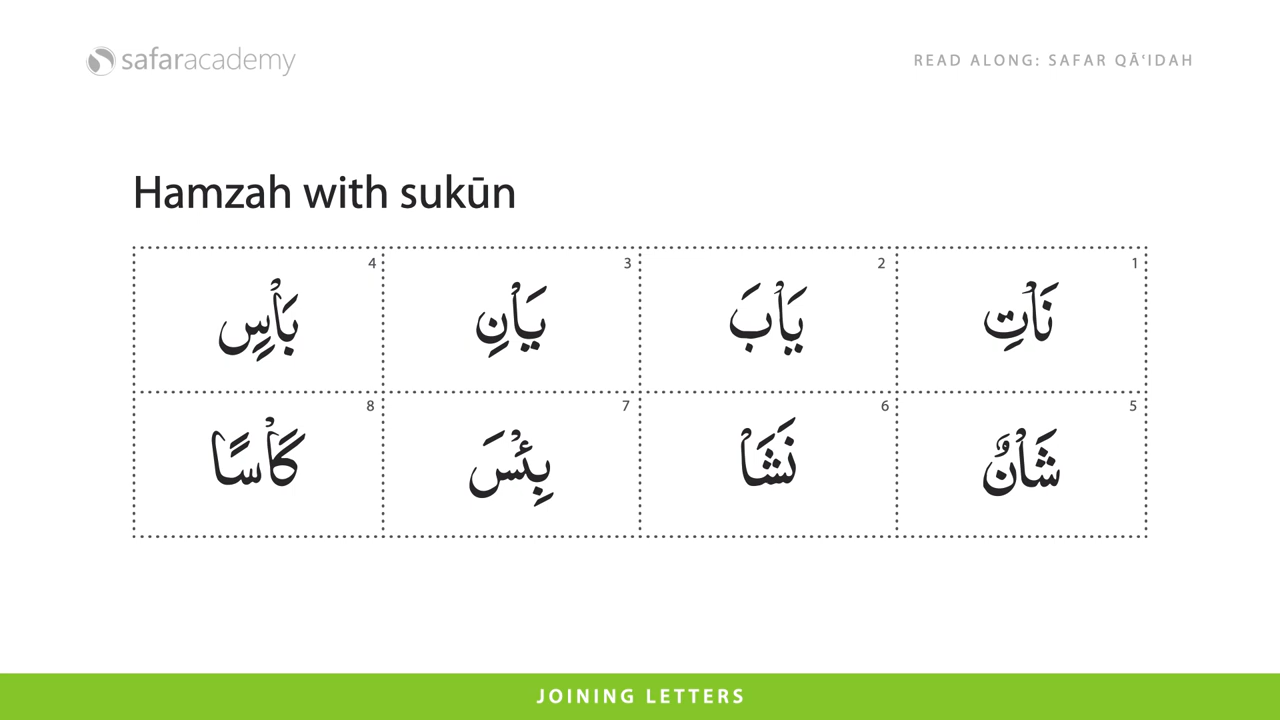 safaracademy
READ ALONG: SAFAR QĀʿIDAH
Hamzah with sukūn
1 نَاْتِ 2 يَاْبَ 3 يَاْنِ 4 بَاْسٍ
5 شَاْنٌ 6 نَشَاْ 7 بِئْسَ 8 كَاْسًا
JOINING LETTERS